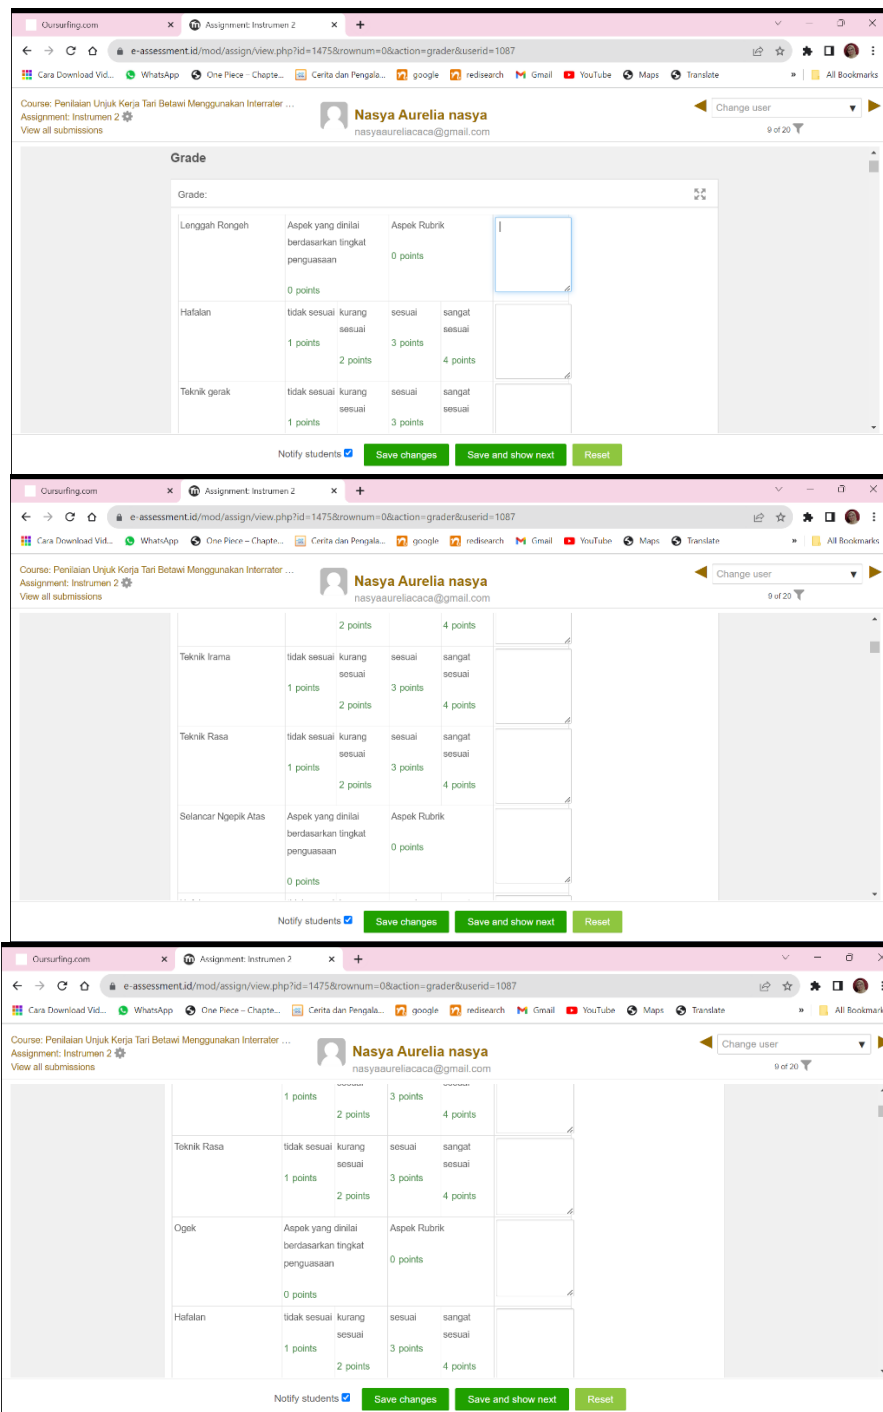 Oursurfing.com
Assignment: Instrumen 2
e-assessment.id/mod/assign/view.php?id=1475&rownum=0&action=grader&userid=1087
Cara Download Vid... WhatsApp One Piece – Chapte... Cerita dan Pengala... google redisearch Gmail YouTube Maps Translate » All Bookmarks
Course: Penilaian Unjuk Kerja Tari Betawi Menggunakan Interrater ...
Assignment: Instrumen 2
View all submissions
Nasya Aurelia nasya
nasyaaureliacaca@gmail.com
Change user
9 of 20
Grade
Grade:
Lenggah Rongeh Aspek yang dinilai Aspek Rubrik
berdasarkan tingkat
penguasaan 0 points
0 points
Hafalan tidak sesuai kurang sesuai sangat
sesuai sesuai
1 points 3 points
2 points 4 points
Teknik gerak tidak sesuai kurang sesuai sangat
sesuai sesuai
1 points 3 points
Notify students Save changes Save and show next Reset
Oursurfing.com
Assignment: Instrumen 2
e-assessment.id/mod/assign/view.php?id=1475&rownum=0&action=grader&userid=1087
Cara Download Vid... WhatsApp One Piece – Chapte... Cerita dan Pengala... google redisearch Gmail YouTube Maps Translate » All Bookmarks
Course: Penilaian Unjuk Kerja Tari Betawi Menggunakan Interrater ...
Assignment: Instrumen 2
View all submissions
Nasya Aurelia nasya
nasyaaureliacaca@gmail.com
Change user
9 of 20
2 points 4 points
Teknik Irama tidak sesuai kurang sesuai sangat
sesuai sesuai
1 points 3 points
2 points 4 points
Teknik Rasa tidak sesuai kurang sesuai sangat
sesuai sesuai
1 points 3 points
2 points 4 points
Selancar Ngepik Atas Aspek yang dinilai Aspek Rubrik
berdasarkan tingkat
penguasaan 0 points
0 points
Notify students Save changes Save and show next Reset
Oursurfing.com
Assignment: Instrumen 2
e-assessment.id/mod/assign/view.php?id=1475&rownum=0&action=grader&userid=1087
Cara Download Vid... WhatsApp One Piece – Chapte... Cerita dan Pengala... google redisearch Gmail YouTube Maps Translate » All Bookmark
Course: Penilaian Unjuk Kerja Tari Betawi Menggunakan Interrater ...
Assignment: Instrumen 2
View all submissions
Nasya Aurelia nasya
nasyaaureliacaca@gmail.com
Change user
9 of 20
1 points 3 points
2 points 4 points
Teknik Rasa tidak sesuai kurang sesuai sangat
sesuai sesuai
1 points 3 points
2 points 4 points
Ogek Aspek yang dinilai Aspek Rubrik
berdasarkan tingkat
penguasaan 0 points
0 points
Hafalan tidak sesuai kurang sesuai sangat
sesuai sesuai
1 points 3 points
2 points 4 points
Notify students Save changes Save and show next Reset